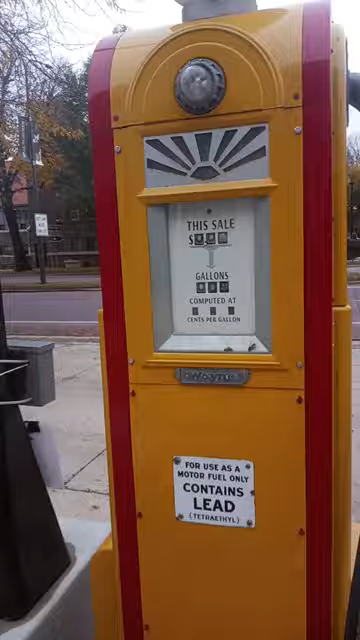 THIS SALE
$
GALLONS
COMPUTED AT
CENTS PER GALLON
Wayne
FOR USE AS A
MOTOR FUEL ONLY
CONTAINS
LEAD
(TETRAETHYL)